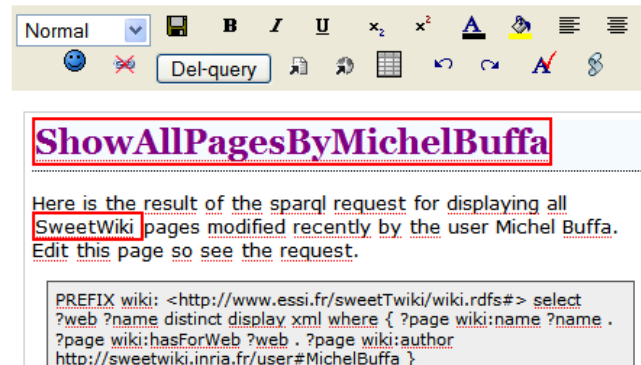 Normal B I U x₂ x² A
Del-query A
ShowAllPagesByMichelBuffa
Here is the result of the sparql request for displaying all
SweetWiki pages modified recently by the user Michel Buffa.
Edit this page so see the request.
PREFIX wiki: <http://www.essi.fr/sweetTwiki/wiki.rdfs#> select
?web ?name distinct display xml where { ?page wiki:name ?name .
?page wiki:hasForWeb ?web . ?page wiki:author
http://sweetwiki.inria.fr/user#MichelBuffa }